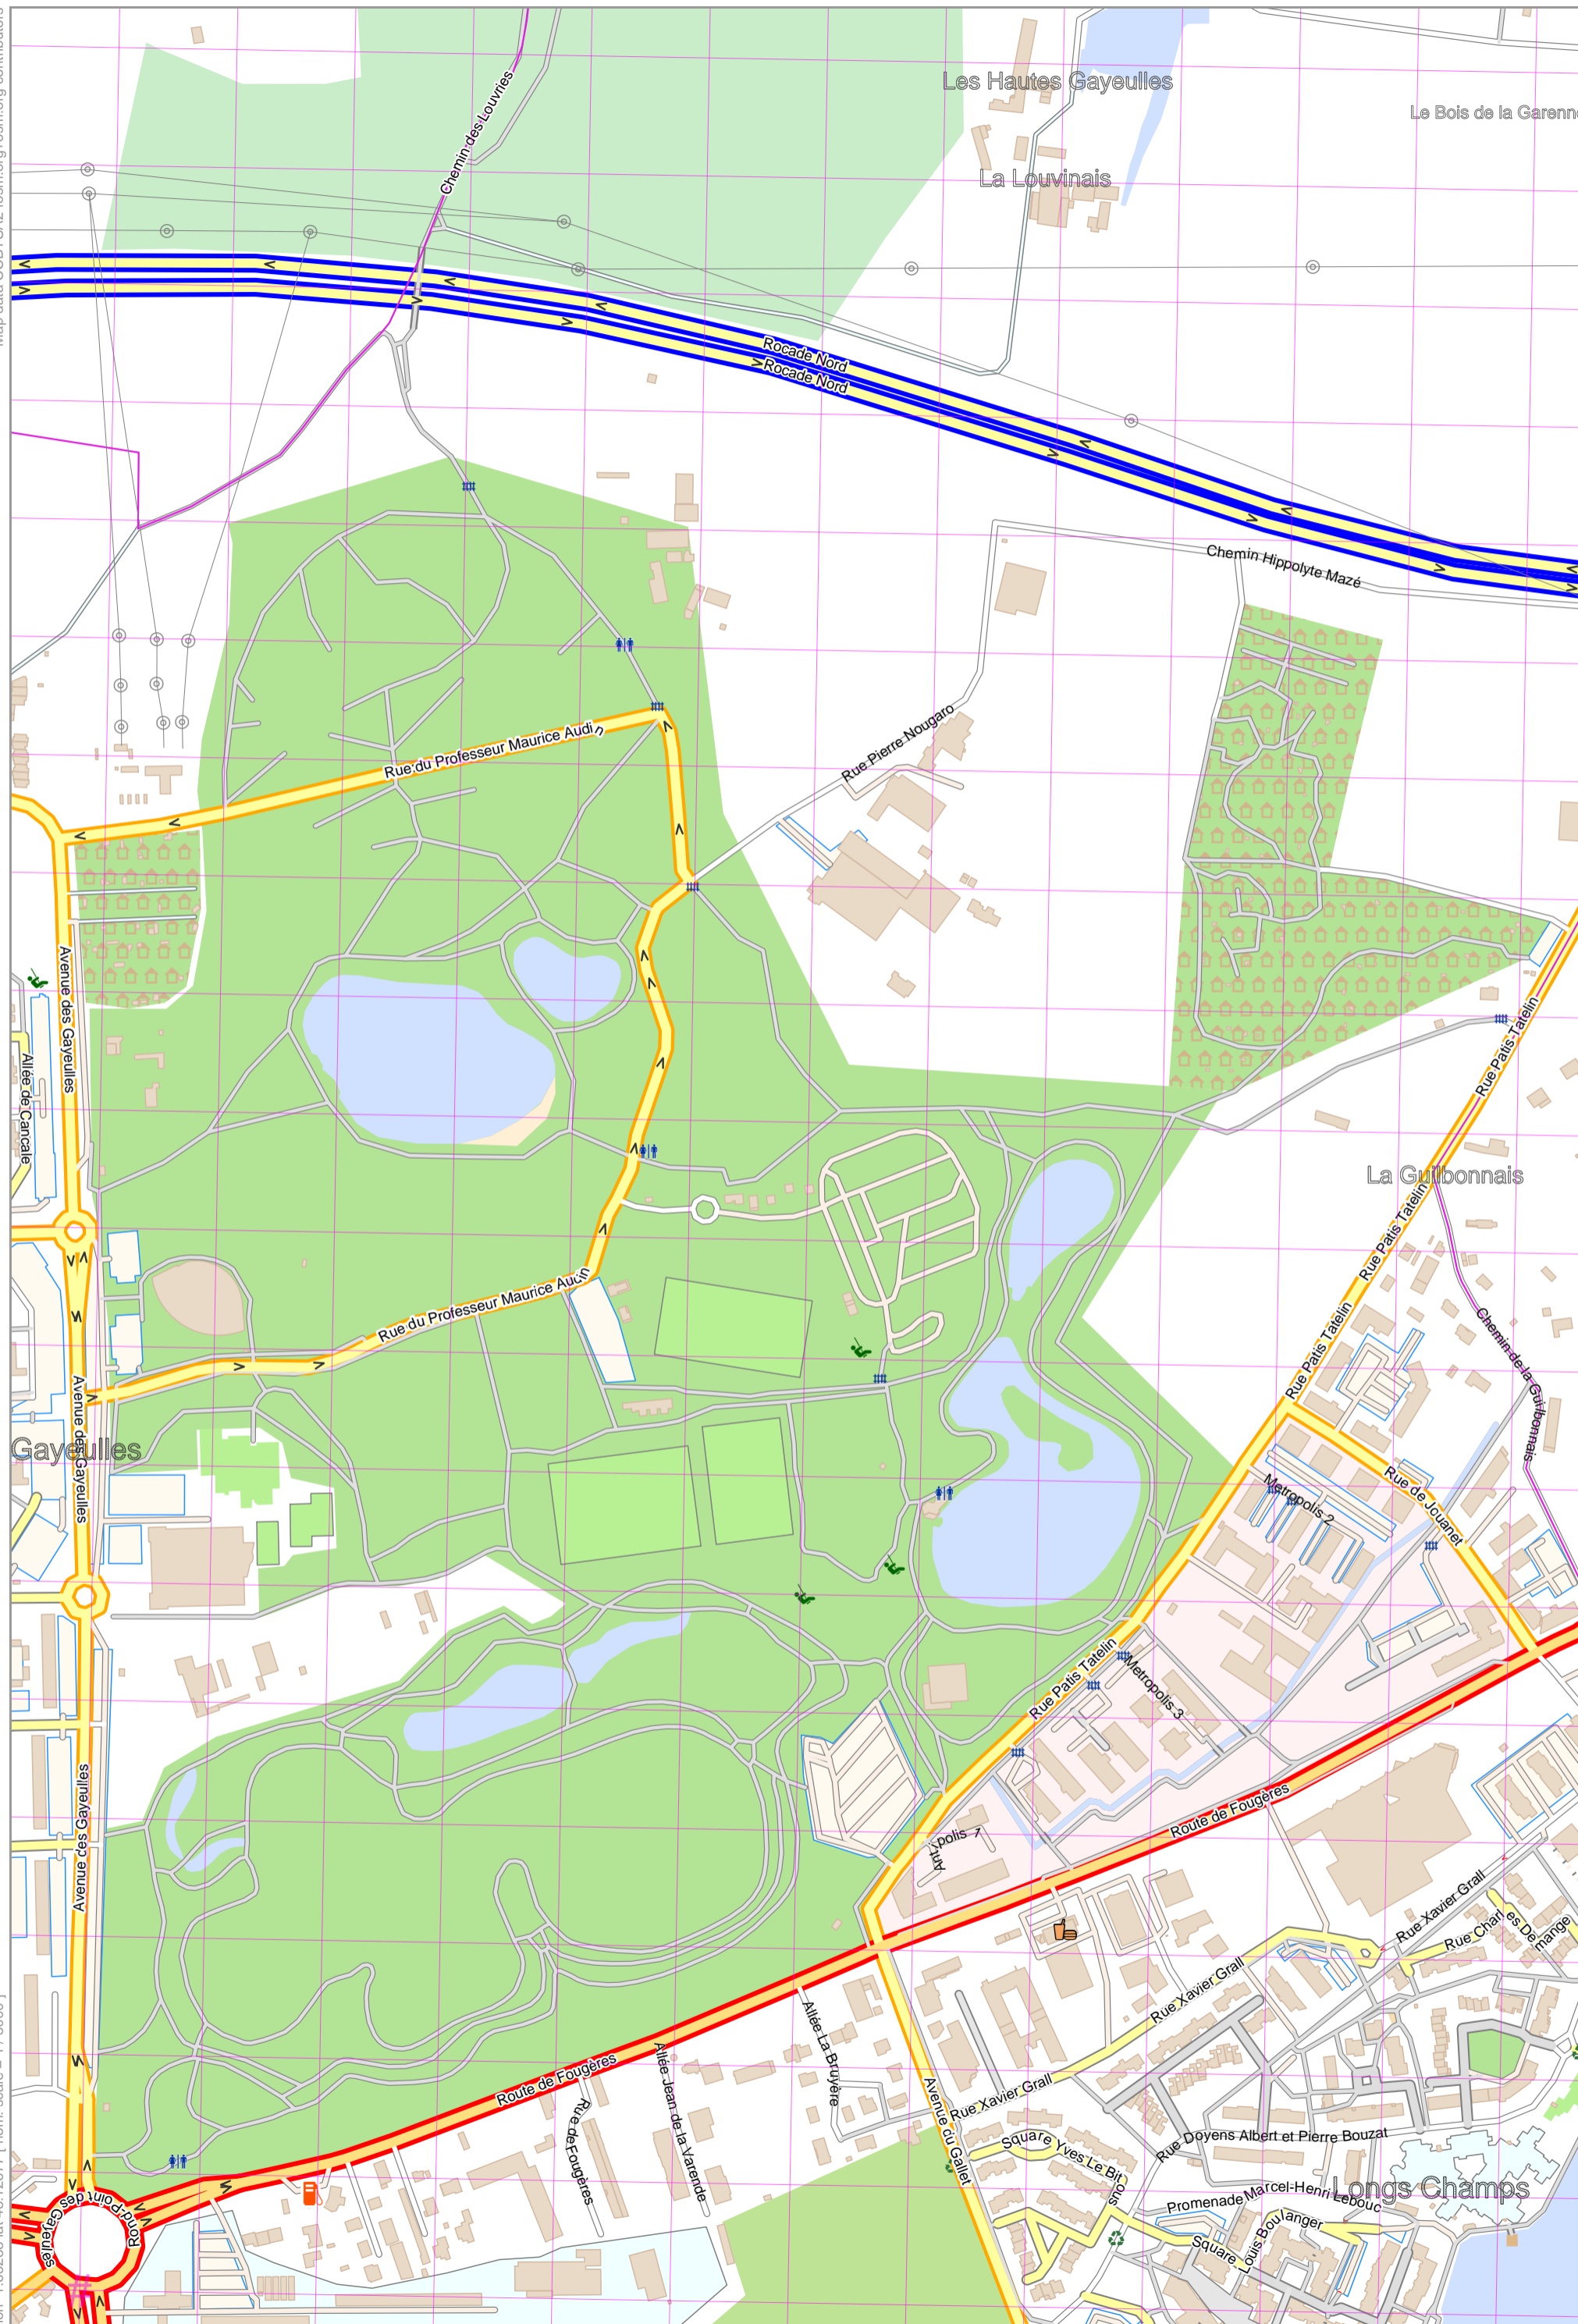 Les Hautes Gayeulles
Le Bois de la Garenne
Chemin des Louvries
La Louvinais
Rocade Nord
Rocade Nord
Chemin Hippolyte Mazé
Rue Pierre Nougaro
Rue du Professeur Maurice Audin
Avenue des Gayeulles
Allée de Cancale
Rue Patis-Tatelin
La Guilbonnais
Rue Patis Tatelin
Rue du Professeur Maurice Audin
Rue Patis Tatelin
Chemin de la Guilbonnais
Avenue des Gayeulles
Gayeulles
Metropolis 2
Rue de Jouanet
Rue Patis Tatelin
Metropolis 3
Avenue des Gayeulles
Route de Fougères
Rue Xavier Grall
Rue Charles Demange
Rue Xavier Grall
Allée La Bruyère
Allée Jean de la Varende
Route de Fougères
Rue de Fougères
Avenue du Gallet
Rue Xavier Grall
Square Yves Le Bitous
Rue Doyens Albert et Pierre Bouzat
Longs Champs
Promenade Marcel-Henri Lebouc
Square Louis Boulanger
Rond-Point des Gayeulles